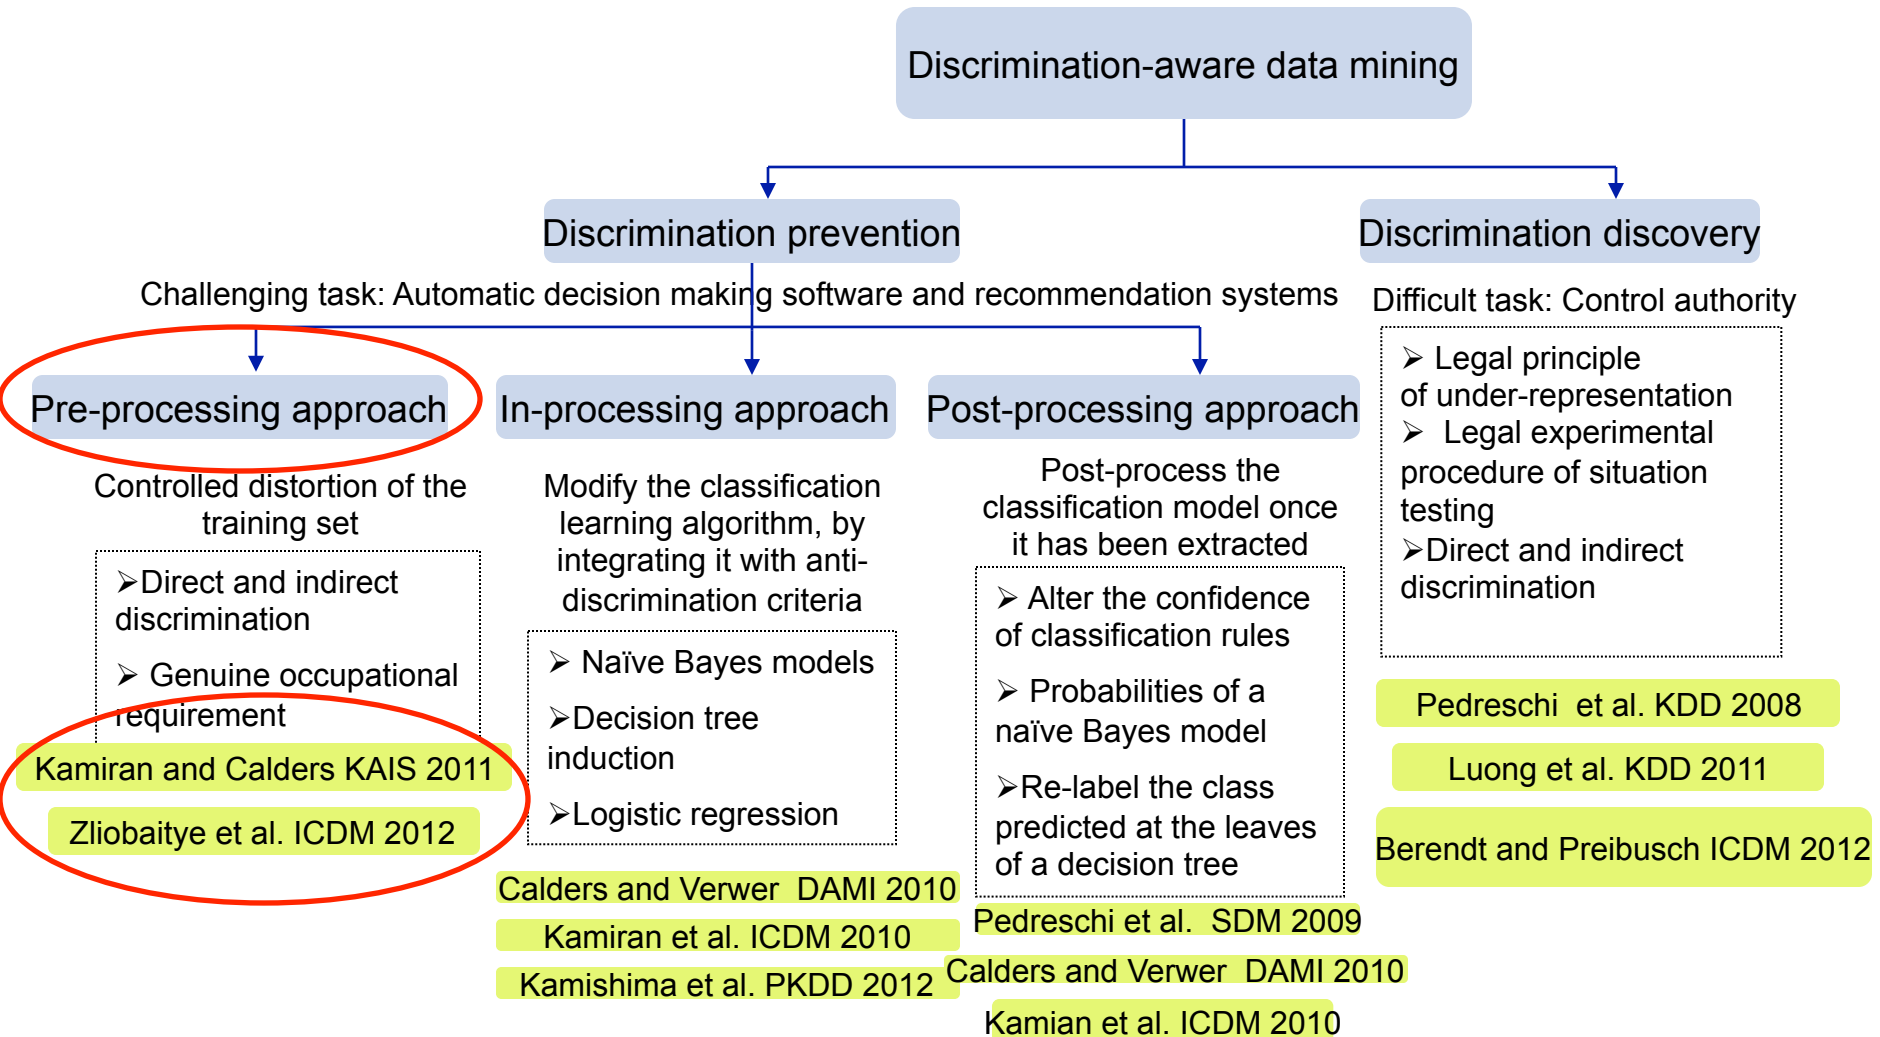 Discrimination-aware data mining
Discrimination prevention
Discrimination discovery
Challenging task: Automatic decision making software and recommendation systems
Difficult task: Control authority
Pre-processing approach
Controlled distortion of the
training set
➢Direct and indirect
discrimination
➢ Genuine occupational
requirement
Kamiran and Calders KAIS 2011
Zliobaitye et al. ICDM 2012
In-processing approach
Modify the classification
learning algorithm, by
integrating it with anti-
discrimination criteria
➢ Naïve Bayes models
➢Decision tree
induction
➢Logistic regression
Calders and Verwer  DAMI 2010
Kamiran et al. ICDM 2010
Kamishima et al. PKDD 2012
Post-processing approach
Post-process the
classification model once
it has been extracted
➢ Alter the confidence
of classification rules
➢ Probabilities of a
naïve Bayes model
➢Re-label the class
predicted at the leaves
of a decision tree
Pedreschi et al.  SDM 2009
Calders and Verwer  DAMI 2010
Kamian et al. ICDM 2010
➢ Legal principle
of under-representation
➢ Legal experimental
procedure of situation
testing
➢Direct and indirect
discrimination
Pedreschi  et al. KDD 2008
Luong et al. KDD 2011
Berendt and Preibusch ICDM 2012